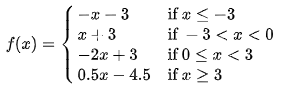 f(x) = { −x − 3 if x ≤ −3
x + 3 if −3 < x < 0
−2x + 3 if 0 ≤ x < 3
0.5x − 4.5 if x ≥ 3